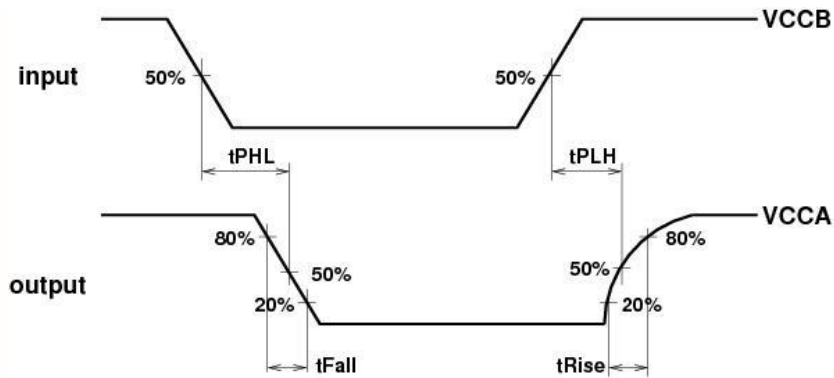 VCCB
input
50%
50%
tPHL
tPLH
VCCA
80%
80%
50%
50%
output
20%
20%
tFall
tRise